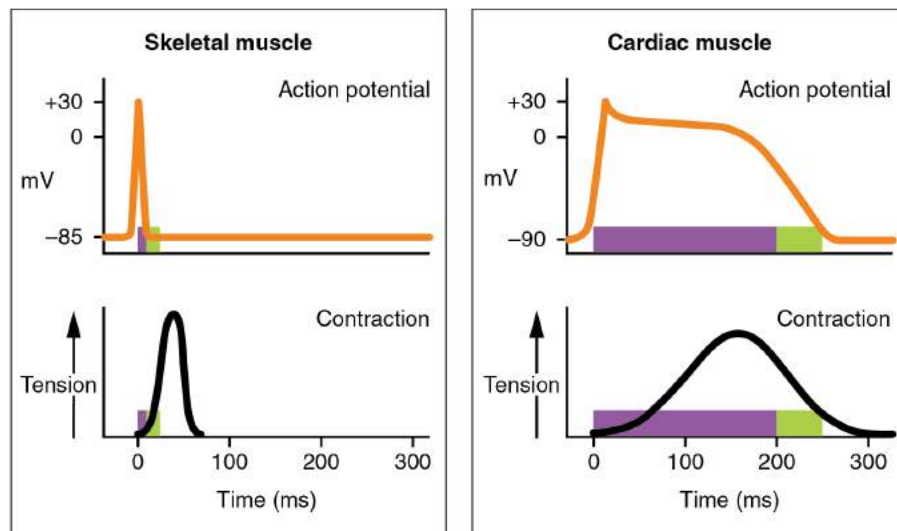 Skeletal muscle
Action potential
+30
0
mV
–85
Contraction
Tension
0 100 200 300
Time (ms)
Cardiac muscle
Action potential
+30
0
mV
–90
Contraction
Tension
0 100 200 300
Time (ms)